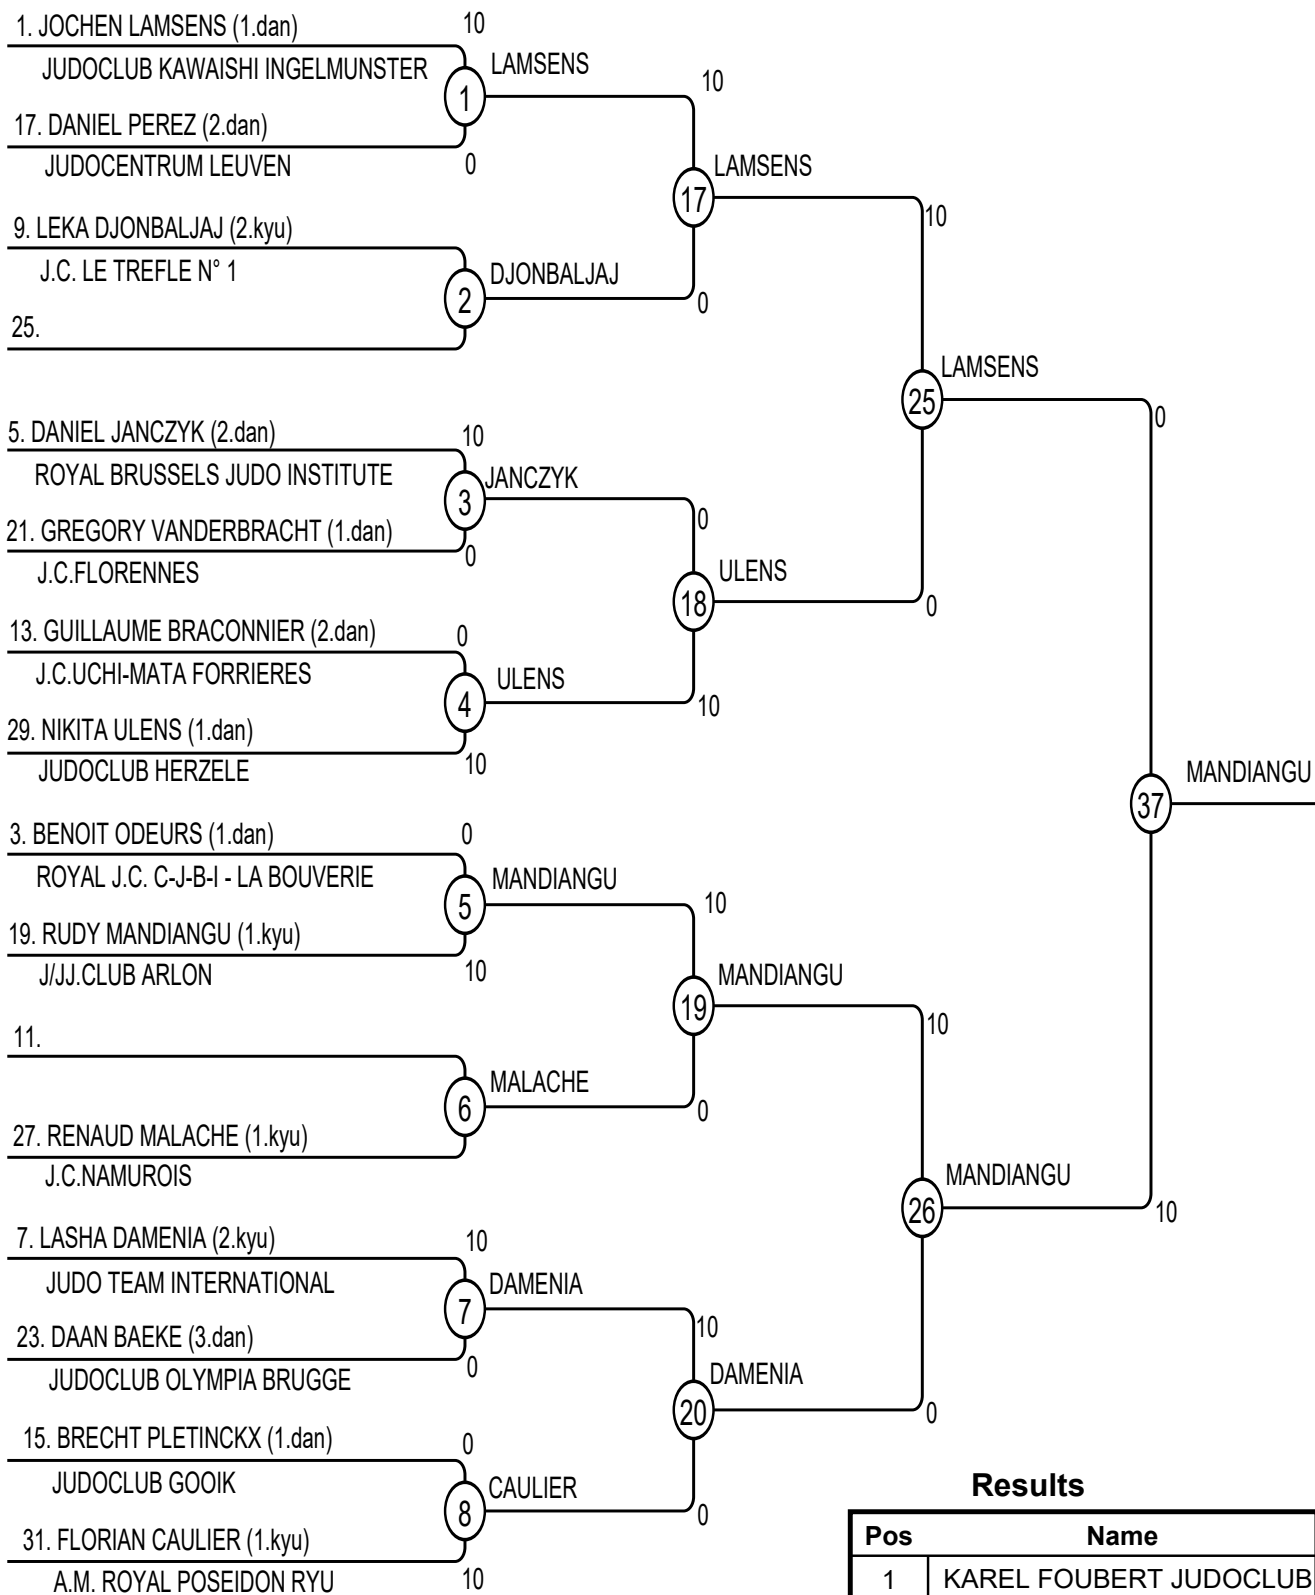 1. JOCHEN LAMSENS (1.dan)
10
JUDOCLUB KAWAISHI INGELMUNSTER
1
LAMSENS
10
17. DANIEL PEREZ (2.dan)
0
JUDOCENTRUM LEUVEN
17
LAMSENS
10
9. LEKA DJONBALJAJ (2.kyu)
J.C. LE TREFLE N° 1
2
DJONBALJAJ
0
25.
25
LAMSENS
0
5. DANIEL JANCZYK (2.dan)
10
ROYAL BRUSSELS JUDO INSTITUTE
3
JANCZYK
0
21. GREGORY VANDERBRACHT (1.dan)
0
J.C.FLORENNES
18
ULENS
0
13. GUILLAUME BRACONNIER (2.dan)
0
J.C.UCHI-MATA FORRIERES
4
ULENS
10
29. NIKITA ULENS (1.dan)
10
JUDOCLUB HERZELE
37
MANDIANGU
3. BENOIT ODEURS (1.dan)
0
ROYAL J.C. C-J-B-I - LA BOUVERIE
5
MANDIANGU
10
19. RUDY MANDIANGU (1.kyu)
10
J/JJ.CLUB ARLON
19
MANDIANGU
10
11.
6
MALACHE
0
27. RENAUD MALACHE (1.kyu)
J.C.NAMUROIS
26
MANDIANGU
10
7. LASHA DAMENIA (2.kyu)
10
JUDO TEAM INTERNATIONAL
7
DAMENIA
10
23. DAAN BAEKE (3.dan)
0
JUDOCLUB OLYMPIA BRUGGE
20
DAMENIA
0
15. BRECHT PLETINCKX (1.dan)
0
JUDOCLUB GOOIK
8
CAULIER
0
31. FLORIAN CAULIER (1.kyu)
10
A.M. ROYAL POSEIDON RYU
Results
Pos Name
1 KAREL FOUBERT JUDOCLUB